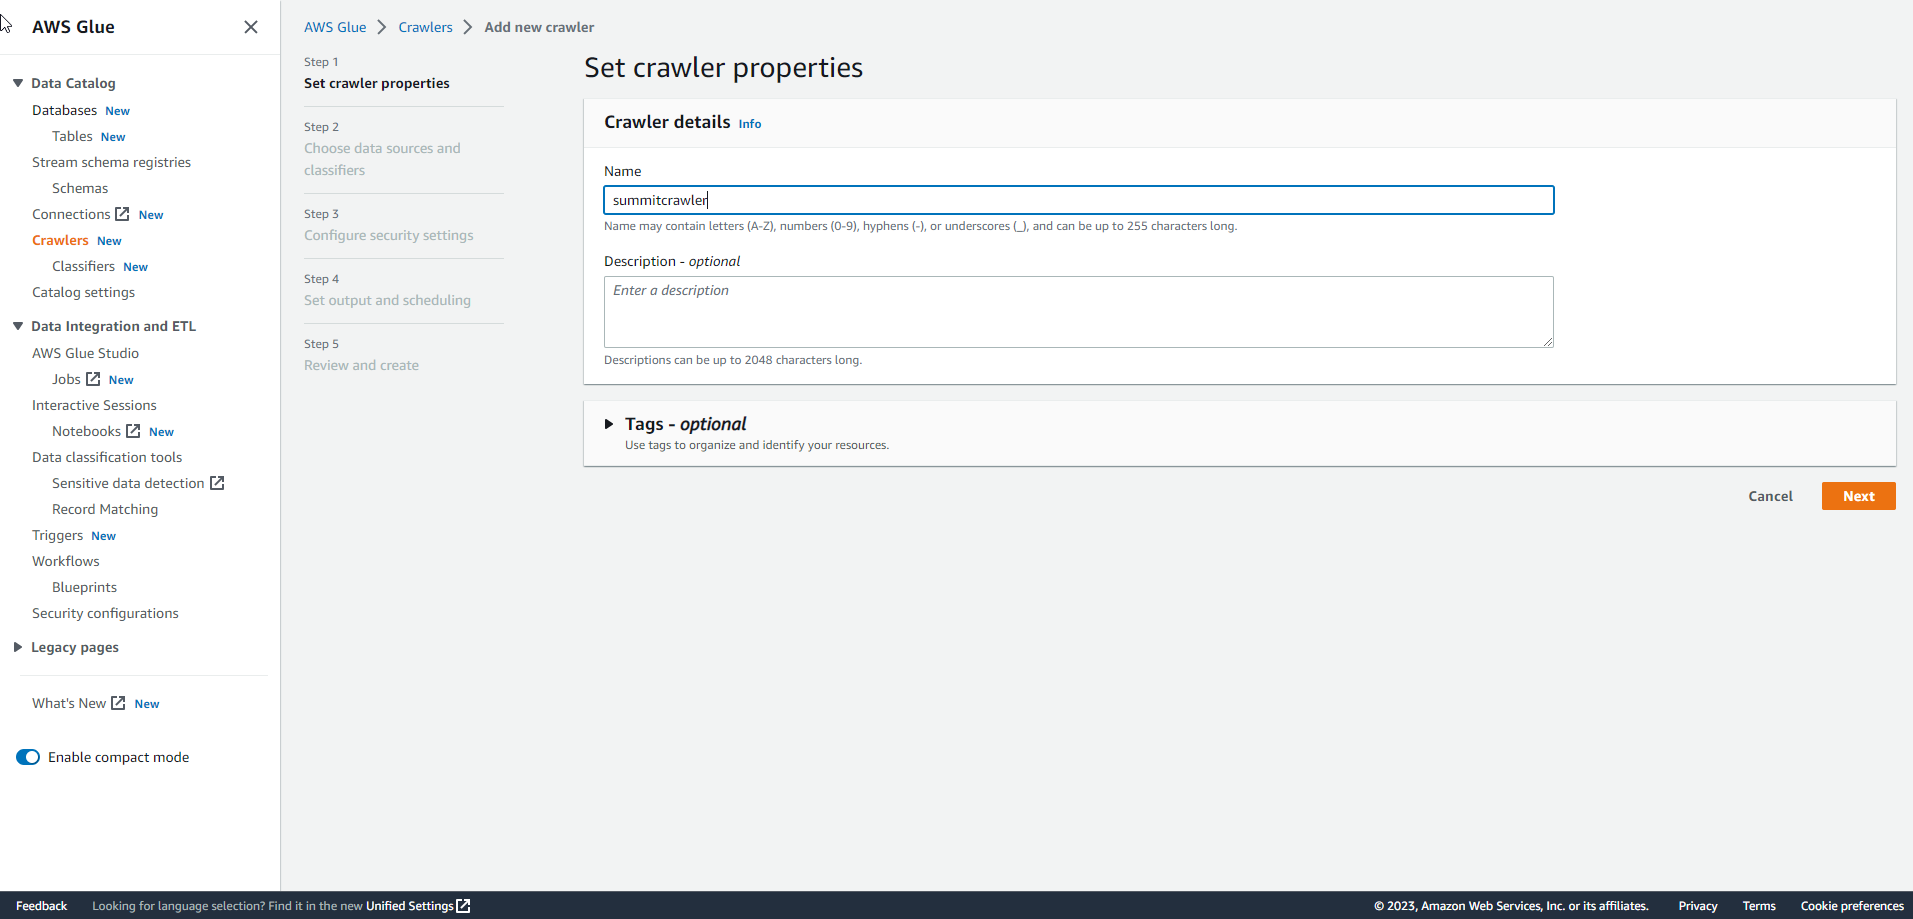 AWS Glue
Data Catalog
Databases New
Tables New
Stream schema registries
Schemas
Connections New
Crawlers New
Classifiers New
Catalog settings
Data Integration and ETL
AWS Glue Studio
Jobs New
Interactive Sessions
Notebooks New
Data classification tools
Sensitive data detection
Record Matching
Triggers New
Workflows
Blueprints
Security configurations
Legacy pages
What's New New
Enable compact mode
AWS Glue > Crawlers > Add new crawler
Step 1
Set crawler properties
Step 2
Choose data sources and
classifiers
Step 3
Configure security settings
Step 4
Set output and scheduling
Step 5
Review and create
Set crawler properties
Crawler details Info
Name
summitcrawler
Name may contain letters (A-Z), numbers (0-9), hyphens (-), or underscores (_), and can be up to 255 characters long.
Description - optional
Enter a description
Descriptions can be up to 2048 characters long.
Tags - optional
Use tags to organize and identify your resources.
Cancel Next
Feedback Looking for language selection? Find it in the new Unified Settings © 2023, Amazon Web Services, Inc. or its affiliates. Privacy Terms Cookie preferences